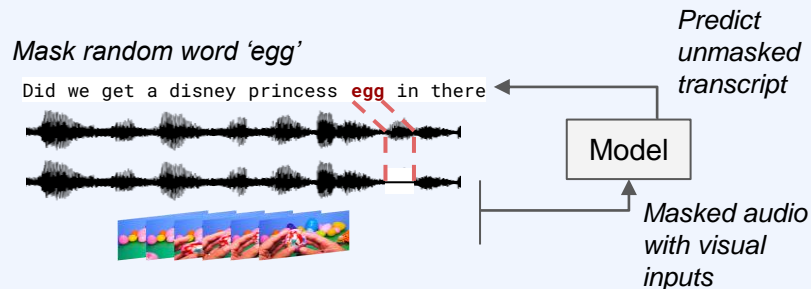 Mask random word ‘egg’
Did we get a disney princess egg in there
Predict
unmasked
transcript
Model
Masked audio
with visual
inputs